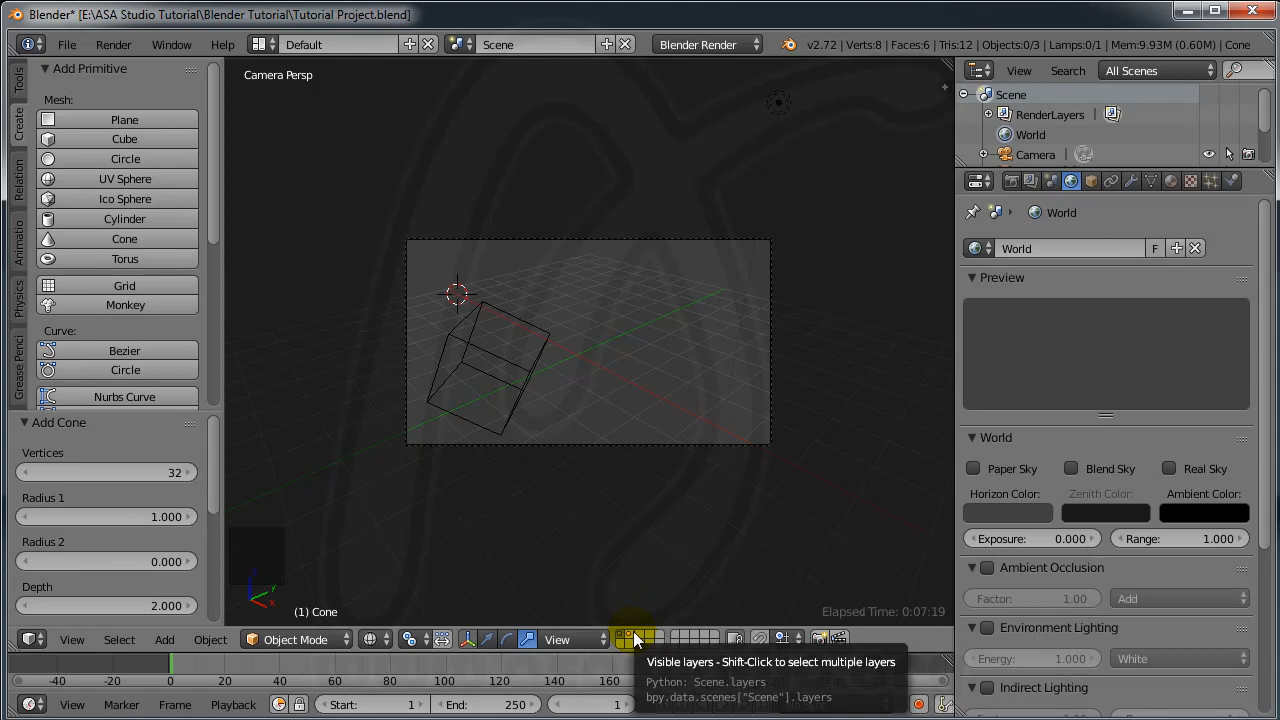 Blender* [E:\ASA Studio Tutorial\Blender Tutorial\Tutorial Project.blend]
File Render Window Help Default Scene Blender Render v2.72 | Verts:8 | Faces:6 | Tris:12 | Objects:0/3 | Lamps:0/1 | Mem:9.93M (0.60M) | Cone
Tools
Create
Relation
Animatio
Physics
Grease Pencil
Add Primitive
Mesh:
Plane
Cube
Circle
UV Sphere
Ico Sphere
Cylinder
Cone
Torus
Grid
Monkey
Curve:
Bezier
Circle
Nurbs Curve
Add Cone
Vertices
32
Radius 1
1.000
Radius 2
0.000
Depth
2.000
Camera Persp
(1) Cone
Elapsed Time: 0:07:19
View Select Add Object Object Mode View
Visible layers - Shift-Click to select multiple layers
Python: Scene.layers
bpy.data.scenes["Scene"].layers
-40 -20 0 20 40 60 80 100 120 140 160
View Marker Frame Playback Start: 1 End: 250 1
View Search All Scenes
Scene
RenderLayers
World
Camera
World
World F
Preview
World
Paper Sky Blend Sky Real Sky
Horizon Color: Zenith Color: Ambient Color:
Exposure: 0.000 Range: 1.000
Ambient Occlusion
Factor: 1.00 Add
Environment Lighting
Energy: 1.000 White
Indirect Lighting